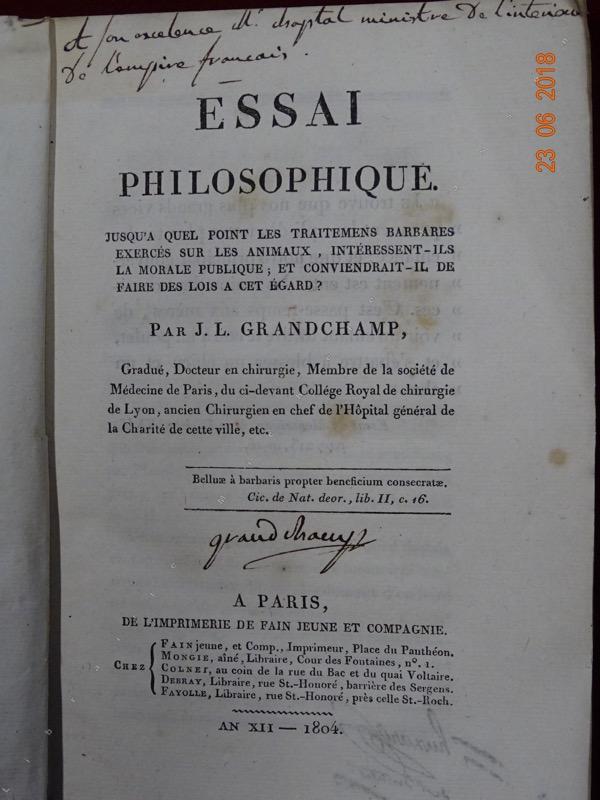 A son excelence Mr. chaptal ministre De l'interieur
De l'empire francais.
23 06 2018
ESSAI
PHILOSOPHIQUE.
JUSQU'A QUEL POINT LES TRAITEMENS BARBARES
EXERCÉS SUR LES ANIMAUX, INTÉRESSENT-ILS
LA MORALE PUBLIQUE; ET CONVIENDRAIT-IL DE
FAIRE DES LOIS A CET ÉGARD?
PAR J. L. GRANDCHAMP,
Gradué, Docteur en chirurgie, Membre de la société de
Médecine de Paris, du ci-devant Collége Royal de chirurgie
de Lyon, ancien Chirurgien en chef de l'Hôpital général de
la Charité de cette ville, etc.
Belluæ à barbaris propter beneficium consecratæ.
Cic. de Nat. deor., lib. II, c. 16.
grandchamp
A PARIS,
DE L'IMPRIMERIE DE FAIN JEUNE ET COMPAGNIE.
CHEZ
FAIN jeune, et Comp., Imprimeur, Place du Panthéon.
MONGIE, aîné, Libraire, Cour des Fontaines, nº. 1.
COLNET, au coin de la rue du Bac et du quai Voltaire.
DEBRAY, Libraire, rue St.-Honoré, barrière des Sergens.
FAYOLLE, Libraire, rue St.-Honoré, près celle St.-Roch.
AN XII — 1804.